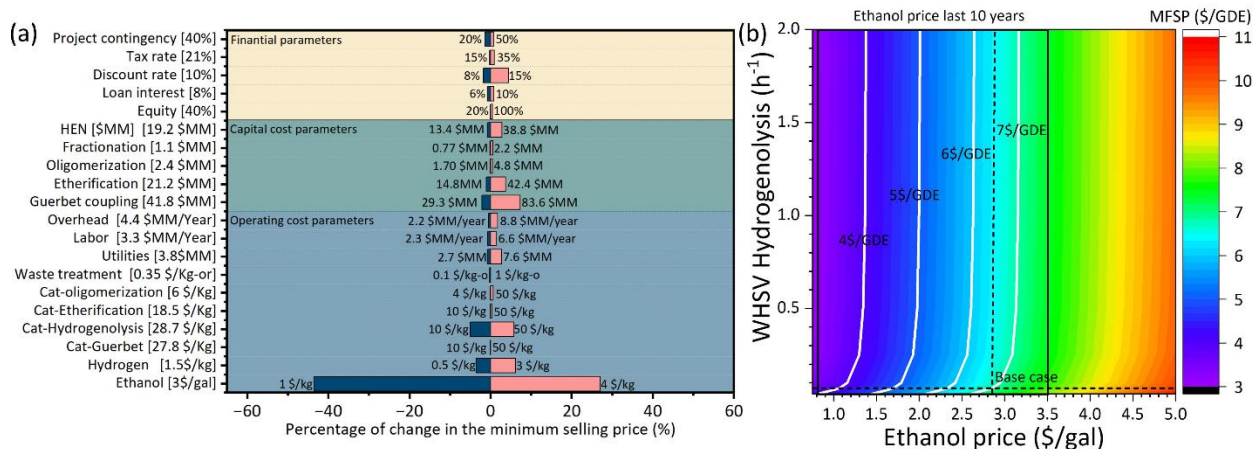 (a)
Project contingency [40%] Finantial parameters 20% 50%
Tax rate [21%] 15% 35%
Discount rate [10%] 8% 15%
Loan interest [8%] 6% 10%
Equity [40%] 20% 100%
HEN [$MM] [19.2 $MM] Capital cost parameters 13.4 $MM 38.8 $MM
Fractionation [1.1 $MM] 0.77 $MM 2.2 $MM
Oligomerization [2.4 $MM] 1.70 $MM 4.8 $MM
Etherification [21.2 $MM] 14.8MM 42.4 $MM
Guerbet coupling [41.8 $MM] 29.3 $MM 83.6 $MM
Overhead [4.4 $MM/Year] Operating cost parameters 2.2 $MM/year 8.8 $MM/year
Labor [3.3 $MM/Year] 2.3 $MM/year 6.6 $MM/year
Utilities [3.8$MM] 2.7 $MM 7.6 $MM
Waste treatment [0.35 $/Kg-or] 0.1 $/kg-o 1 $/kg-o
Cat-oligomerization [6 $/Kg] 4 $/kg 50 $/kg
Cat-Etherification [18.5 $/Kg] 10 $/kg 50 $/kg
Cat-Hydrogenolysis [28.7 $/Kg] 10 $/kg 50 $/kg
Cat-Guerbet [27.8 $/Kg] 10 $/kg 50 $/kg
Hydrogen [1.5$/kg] 0.5 $/kg 3 $/kg
Ethanol [3$/gal] 1 $/kg 4 $/kg
−60 −40 −20 0 20 40 60
Percentage of change in the minimum selling price (%)
(b)
Ethanol price last 10 years
MFSP ($/GDE)
WHSV Hydrogenolysis (h-1)
2.0
1.5
1.0
0.5
7$/GDE
6$/GDE
5$/GDE
4$/GDE
Base case
1.0 1.5 2.0 2.5 3.0 3.5 4.0 4.5 5.0
Ethanol price ($/gal)
11
10
9
8
7
6
5
4
3